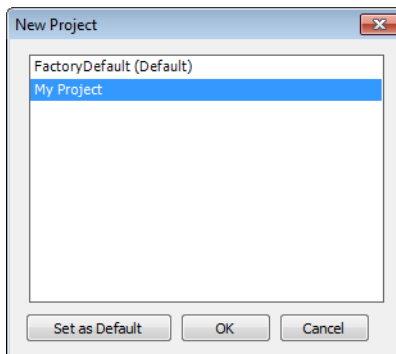 New Project
FactoryDefault (Default)
My Project
Set as Default
OK
Cancel